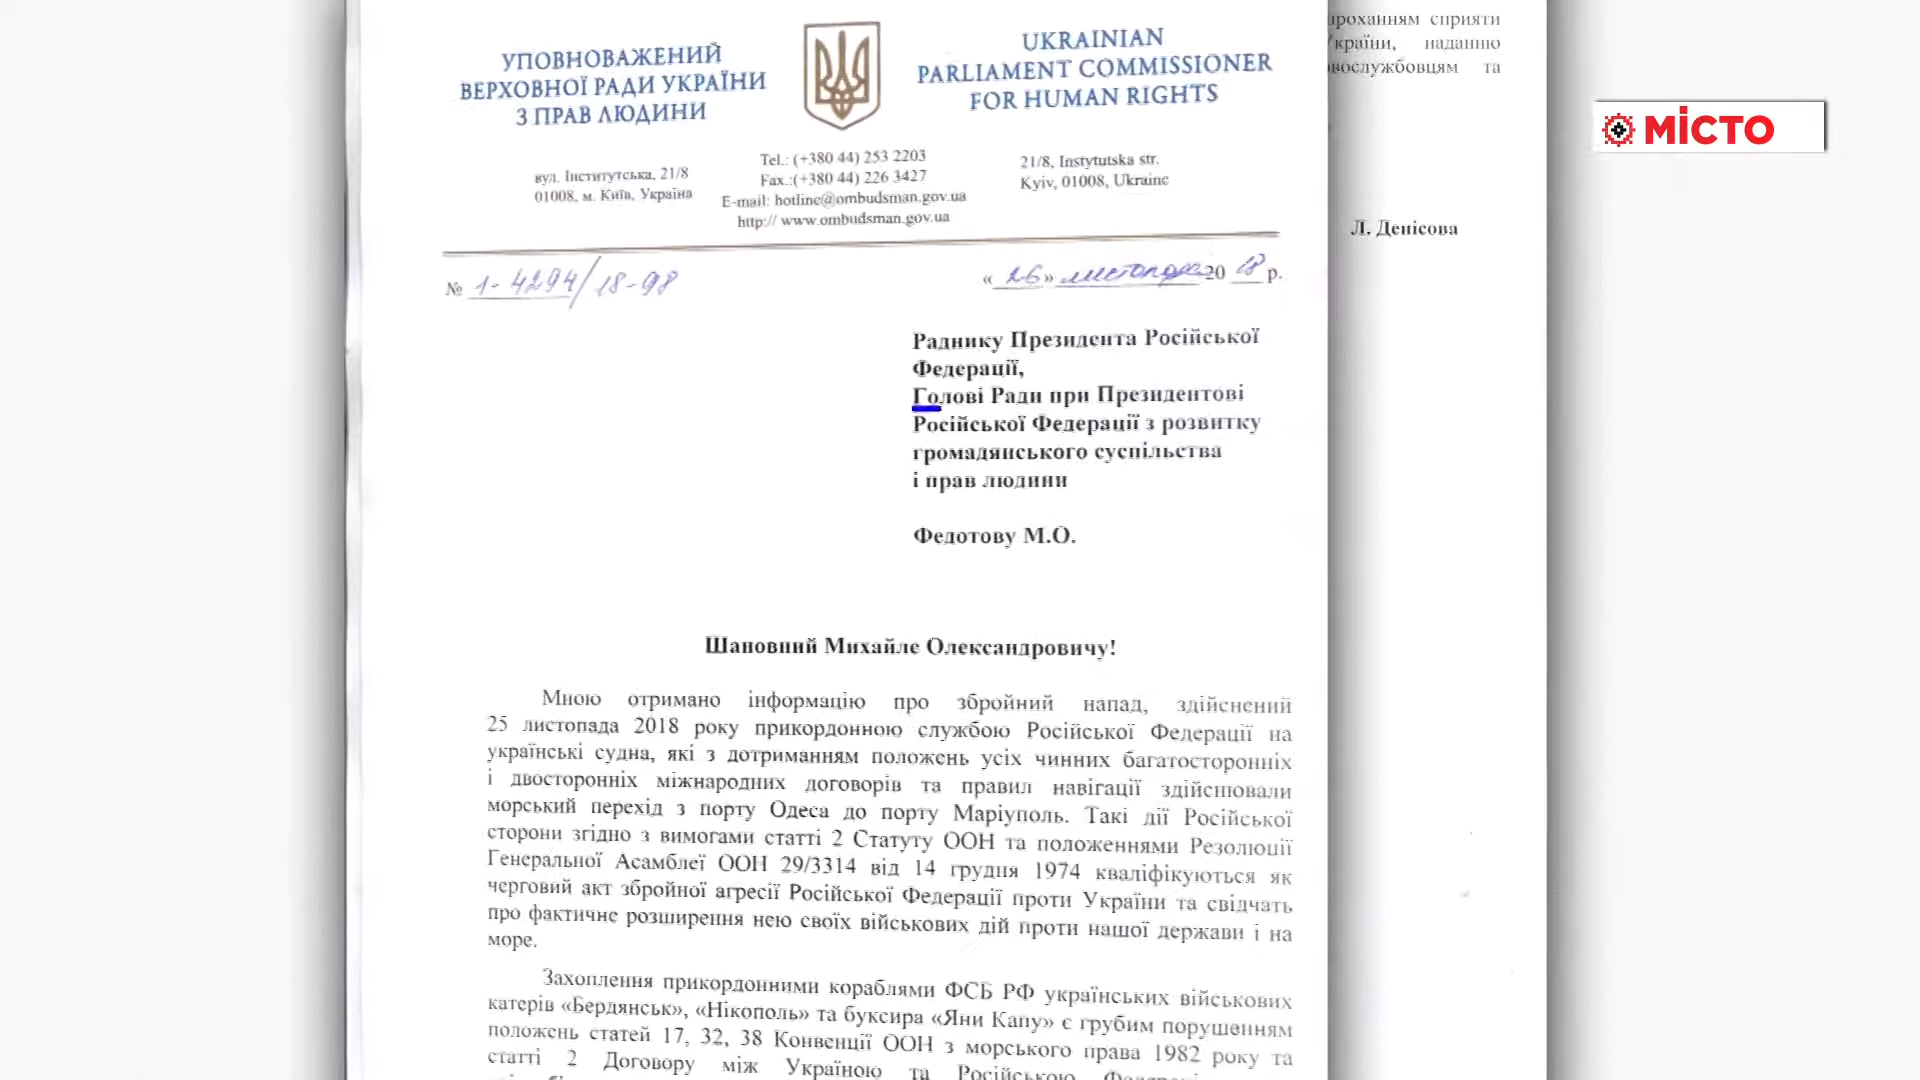 УПОВНОВАЖЕНИЙ
ВЕРХОВНОЇ РАДИ УКРАЇНИ
З ПРАВ ЛЮДИНИ
UKRAINIAN
PARLIAMENT COMMISSIONER
FOR HUMAN RIGHTS
вул. Інститутська, 21/8
01008, м. Київ, Україна
Tel.: (+380 44) 253 2203
Fax.:(+380 44) 226 3427
E-mail: hotline@ombudsman.gov.ua
http:// www.ombudsman.gov.ua
21/8, Instytutska str.
Kyiv, 01008, Ukraine
№ 1-4294/18-98
«26» листопада 2018 р.
Раднику Президента Російської
Федерації,
Голові Ради при Президентові
Російської Федерації з розвитку
громадянського суспільства
і прав людини
Федотову М.О.
Шановний Михайле Олександровичу!
Мною отримано інформацію про збройний напад, здійснений
25 листопада 2018 року прикордонною службою Російської Федерації на
українські судна, які з дотриманням положень усіх чинних багатосторонніх
і двосторонніх міжнародних договорів та правил навігації здійснювали
морський перехід з порту Одеса до порту Маріуполь. Такі дії Російської
сторони згідно з вимогами статті 2 Статуту ООН та положеннями Резолюції
Генеральної Асамблеї ООН 29/3314 від 14 грудня 1974 кваліфікуються як
черговий акт збройної агресії Російської Федерації проти України та свідчать
про фактичне розширення нею своїх військових дій проти нашої держави і на
море.
Захоплення прикордонними кораблями ФСБ РФ українських військових
катерів «Бердянськ», «Нікополь» та буксира «Яни Капу» є грубим порушенням
положень статей 17, 32, 38 Конвенції ООН з морського права 1982 року та
статті 2 Договору між Україною та Російською
проханням сприяти
України, наданню
та
Л. Денісова
МІСТО